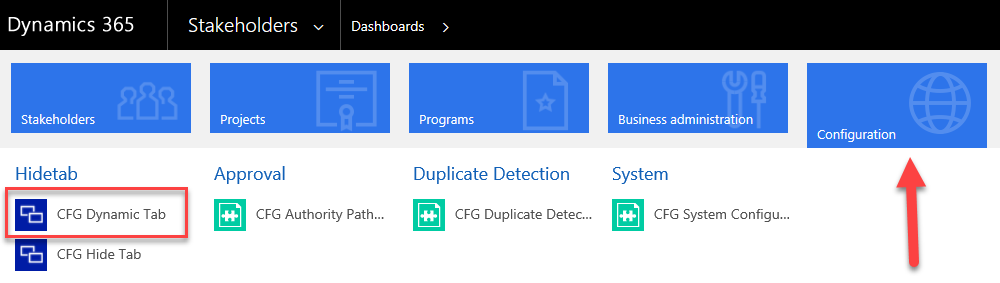 Dynamics 365 Stakeholders Dashboards
Stakeholders Projects Programs Business administration Configuration
Hidetab Approval Duplicate Detection System
CFG Dynamic Tab CFG Authority Path... CFG Duplicate Detec... CFG System Configu...
CFG Hide Tab